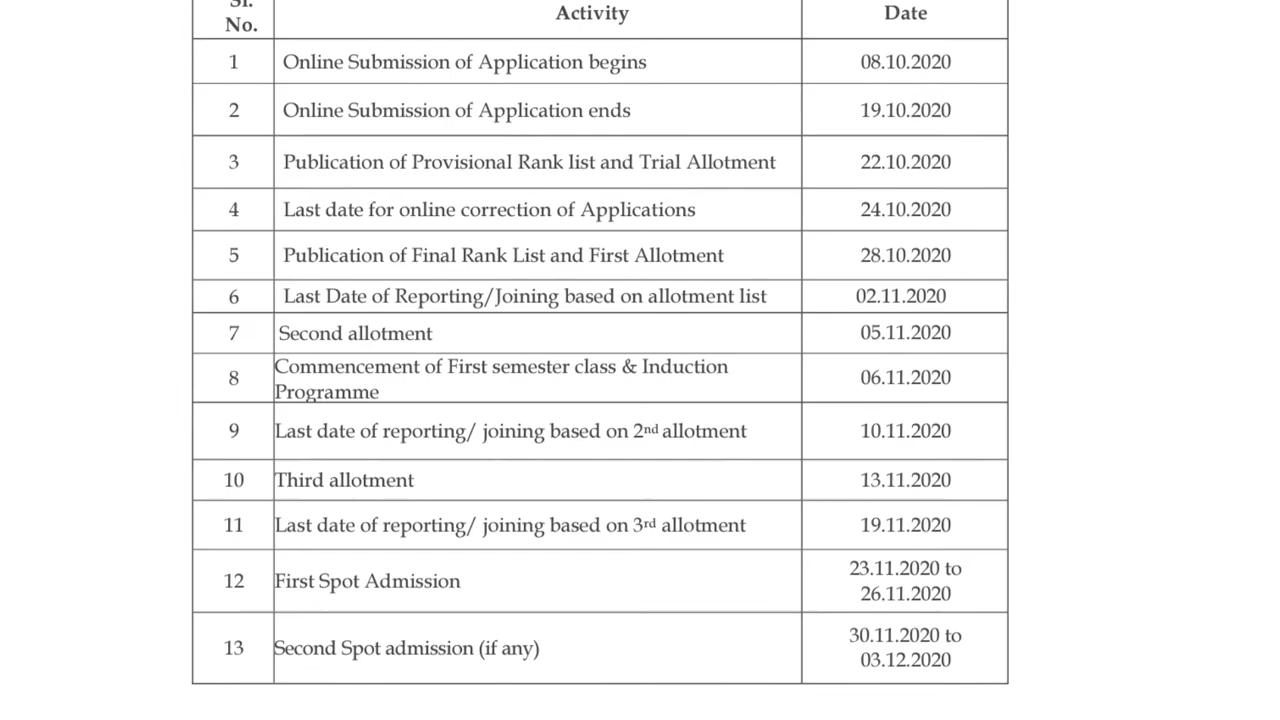 Sl.
No. Activity Date
1 Online Submission of Application begins 08.10.2020
2 Online Submission of Application ends 19.10.2020
3 Publication of Provisional Rank list and Trial Allotment 22.10.2020
4 Last date for online correction of Applications 24.10.2020
5 Publication of Final Rank List and First Allotment 28.10.2020
6 Last Date of Reporting/Joining based on allotment list 02.11.2020
7 Second allotment 05.11.2020
8 Commencement of First semester class & Induction
Programme 06.11.2020
9 Last date of reporting/ joining based on 2nd allotment 10.11.2020
10 Third allotment 13.11.2020
11 Last date of reporting/ joining based on 3rd allotment 19.11.2020
12 First Spot Admission 23.11.2020 to
26.11.2020
13 Second Spot admission (if any) 30.11.2020 to
03.12.2020